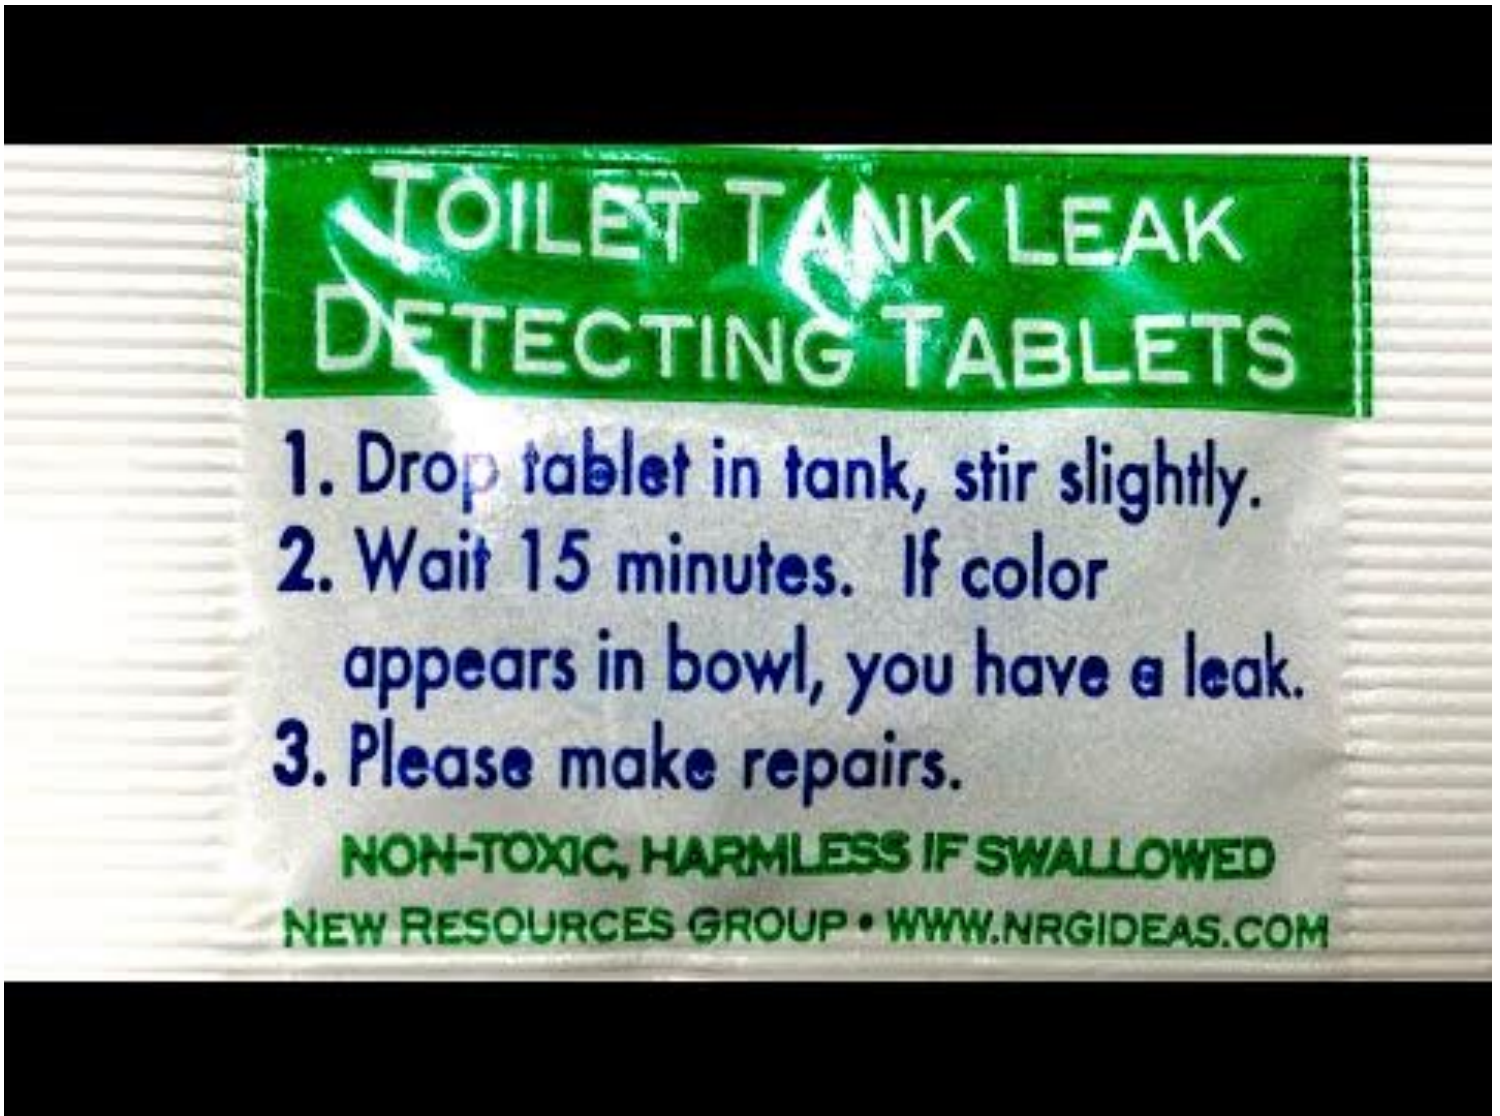 TOILET TANK LEAK
DETECTING TABLETS
1. Drop tablet in tank, stir slightly.
2. Wait 15 minutes. If color
appears in bowl, you have a leak.
3. Please make repairs.
NON-TOXIC, HARMLESS IF SWALLOWED
NEW RESOURCES GROUP • WWW.NRGIDEAS.COM